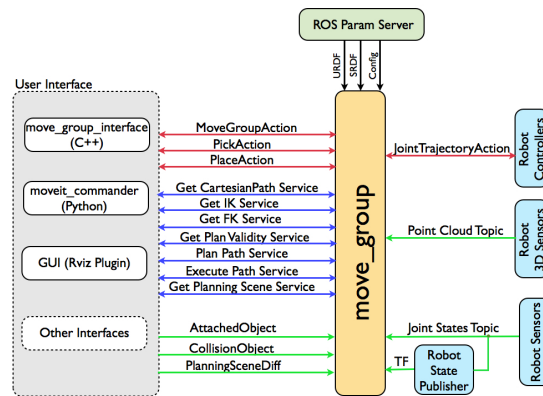 ROS Param Server
URDF
SRDF
Config
User Interface
move_group_interface
(C++)
moveit_commander
(Python)
GUI (Rviz Plugin)
Other Interfaces
MoveGroupAction
PickAction
PlaceAction
Get CartesianPath Service
Get IK Service
Get FK Service
Get Plan Validity Service
Plan Path Service
Execute Path Service
Get Planning Scene Service
AttachedObject
CollisionObject
PlanningSceneDiff
move_group
JointTrajectoryAction
Point Cloud Topic
Joint States Topic
TF
Robot
State
Publisher
Robot
Controllers
Robot
3D Sensors
Robot Sensors